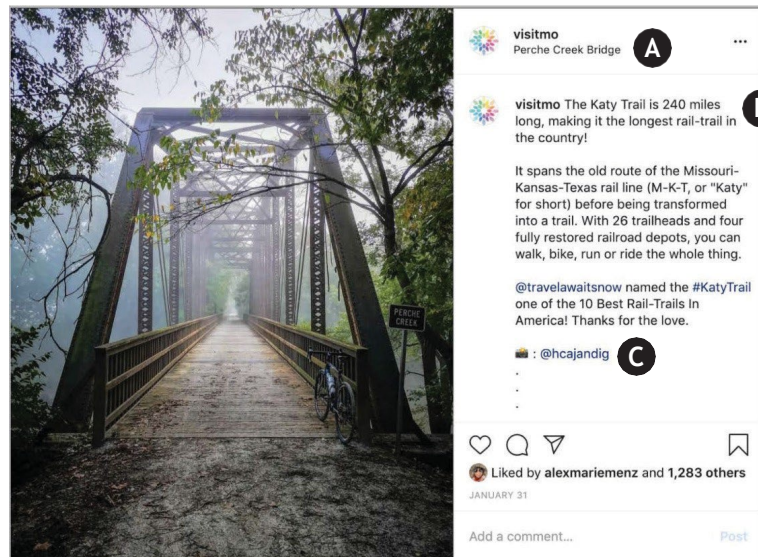 visitmo
Perche Creek Bridge
A
visitmo The Katy Trail is 240 miles
long, making it the longest rail-trail in
the country!
It spans the old route of the Missouri-
Kansas-Texas rail line (M-K-T, or "Katy"
for short) before being transformed
into a trail. With 26 trailheads and four
fully restored railroad depots, you can
walk, bike, run or ride the whole thing.
@travelawaitsnow named the #KatyTrail
one of the 10 Best Rail-Trails In
America! Thanks for the love.
📸 : @hcajandig
C
.
.
.
Liked by alexmariemenz and 1,283 others
JANUARY 31
Add a comment...
Post
PERCHE
CREEK